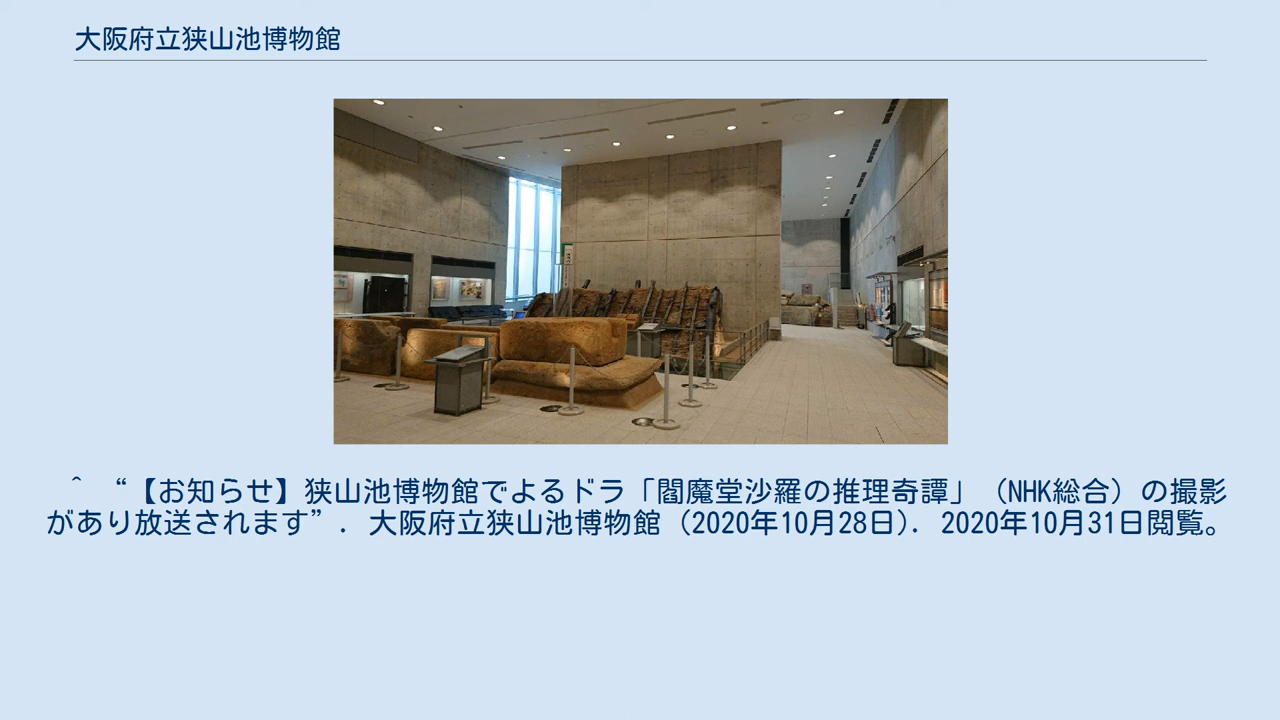 大阪府立狭山池博物館
^ “【お知らせ】狭山池博物館でよるドラ「閻魔堂沙羅の推理奇譚」（NHK総合）の撮影
があり放送されます”. 大阪府立狭山池博物館 (2020年10月28日). 2020年10月31日閲覧。